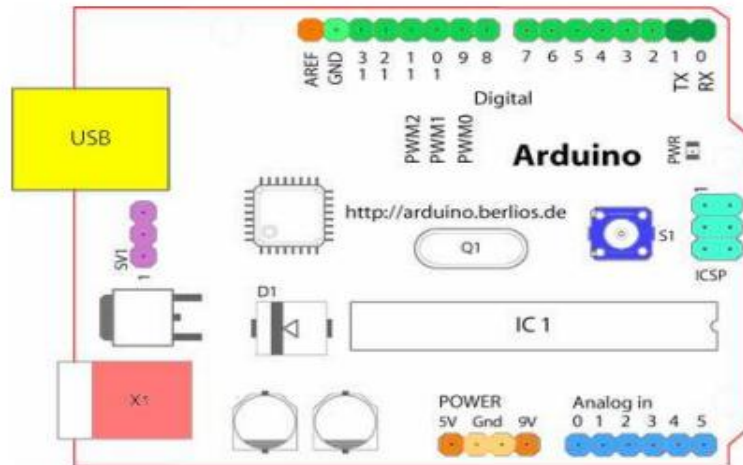 AREF GND 13 12 11 10 9 8 7 6 5 4 3 2 1 0
TX RX
Digital
USB
PWM2 PWM1 PWM0
Arduino
PWR
1
http://arduino.berlios.de
SV1
1
Q1
S1
ICSP
D1
IC 1
X1
POWER
5V Gnd 9V
Analog in
0 1 2 3 4 5